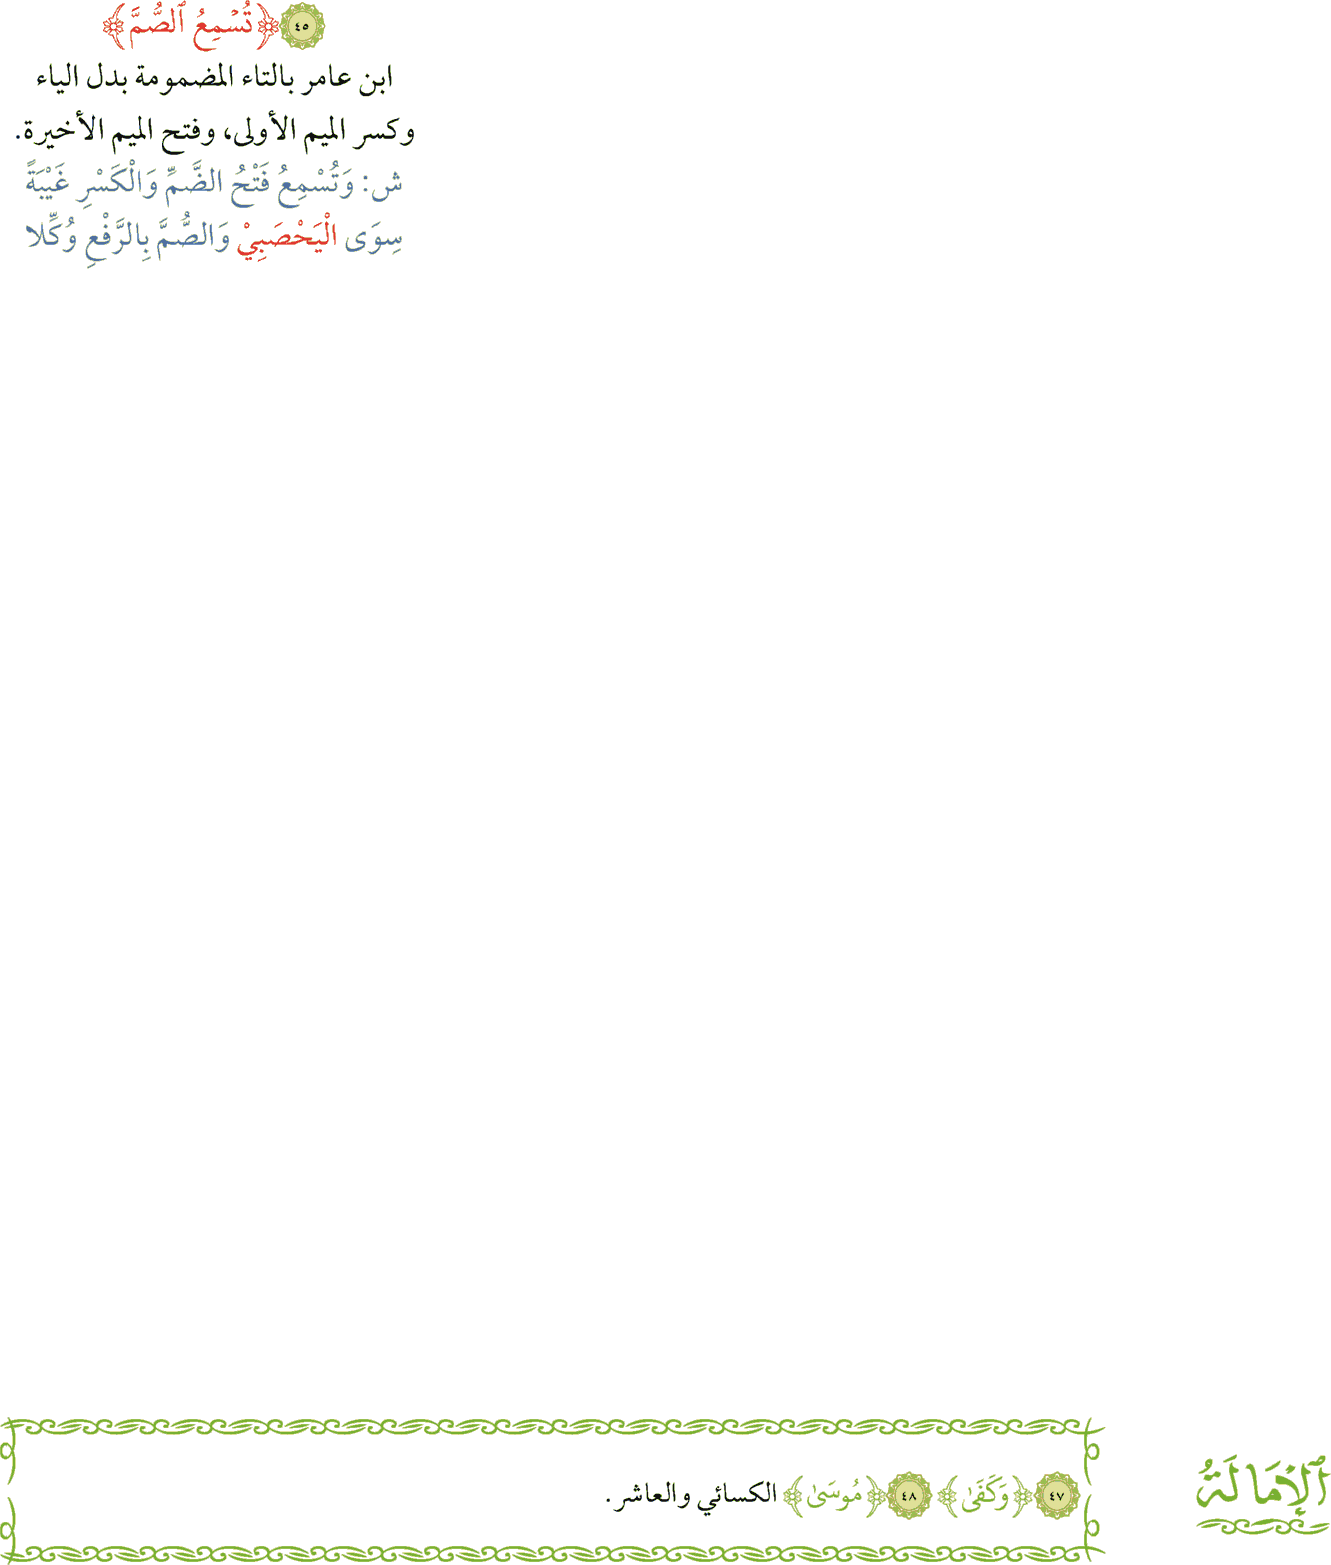 ٤٥ ﴿تُسْمِعُ ٱلصُّمَّ﴾
ابن عامر بالتاء المضمومة بدل الياء
وكسر الميم الأولى، وفتح الميم الأخيرة.
ش: وَتُسْمِعُ فَتْحُ الضَّمِّ وَالْكَسْرِ غَيْبَةً
سِوَى الْيَحْصَبِيْ وَالصُّمَّ بِالرَّفْعِ وُكِّلا
ٱلْإِمَالَةُ
٤٧ ﴿وَكَفَىٰ﴾ ٤٨ ﴿مُوسَىٰ﴾ الكسائي والعاشر.